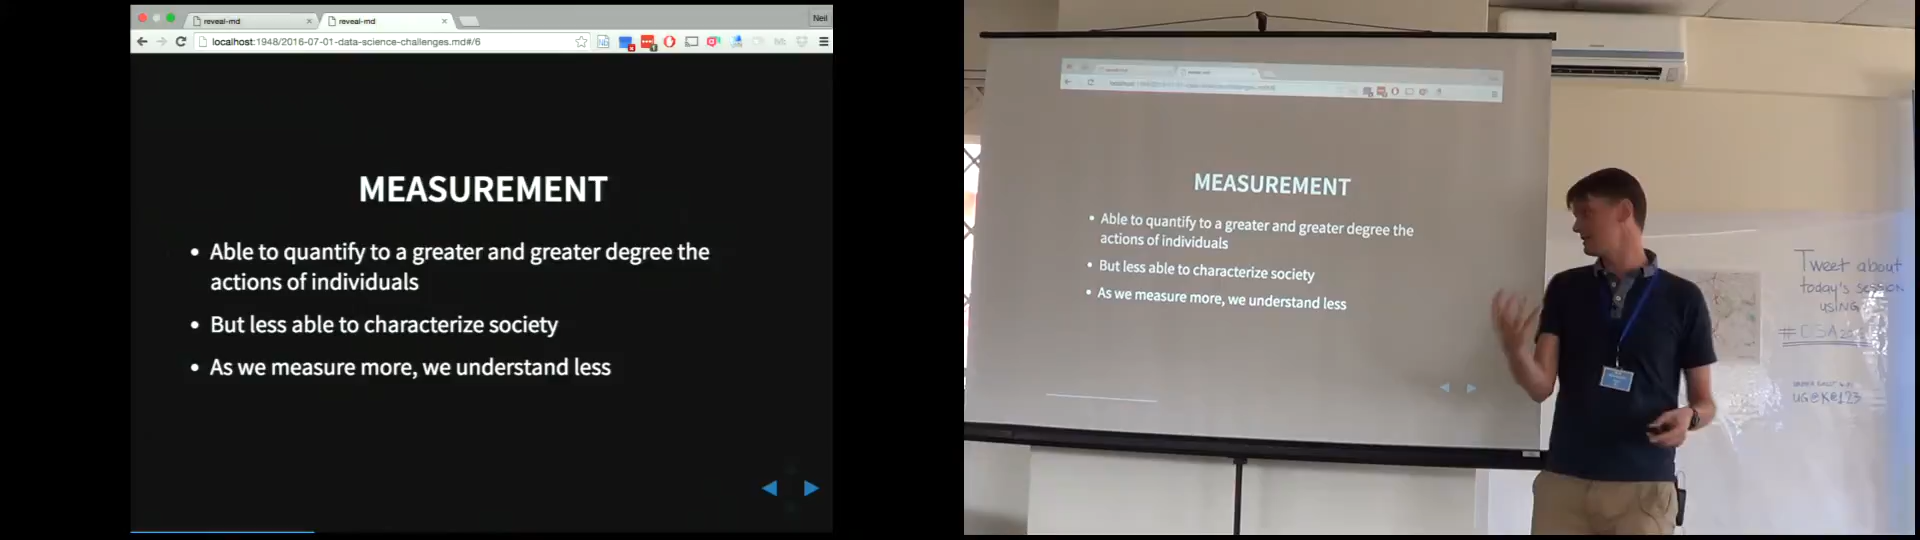 reveal-md
reveal-md
Neil
localhost:1948/2016-07-01-data-science-challenges.md#/6
MEASUREMENT
• Able to quantify to a greater and greater degree the
actions of individuals
• But less able to characterize society
• As we measure more, we understand less
MEASUREMENT
• Able to quantify to a greater and greater degree the
actions of individuals
• But less able to characterize society
• As we measure more, we understand less
Tweet about
today's session
using
#DSA